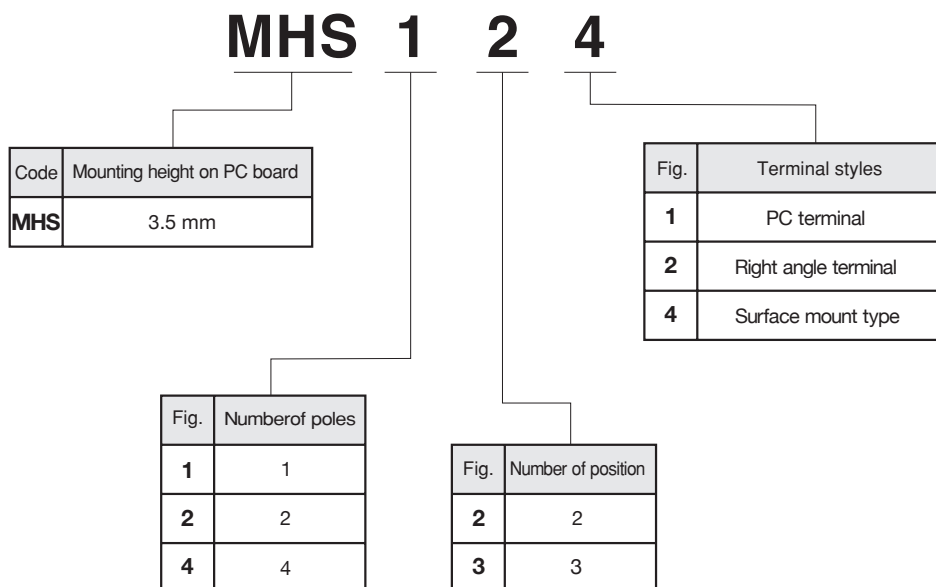 MHS 1 2 4
Code Mounting height on PC board
MHS 3.5 mm
Fig. Terminal styles
1 PC terminal
2 Right angle terminal
4 Surface mount type
Fig. Numberof poles
1 1
2 2
4 4
Fig. Number of position
2 2
3 3